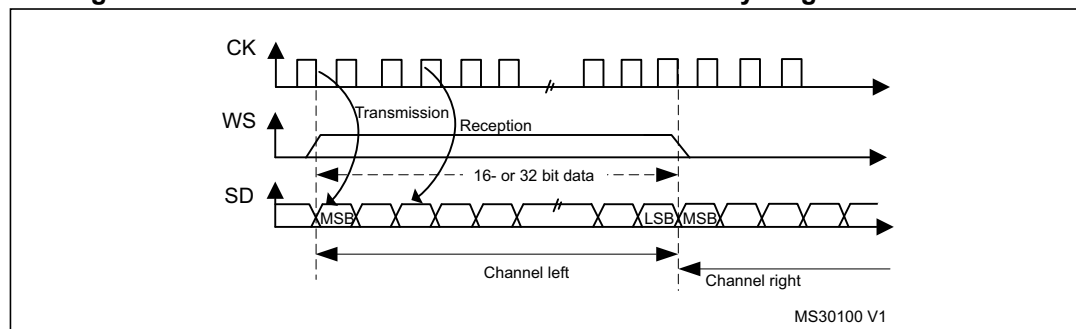 CK
Transmission
WS
Reception
16- or 32 bit data
SD
MSB
LSB
MSB
Channel left
Channel right
MS30100 V1